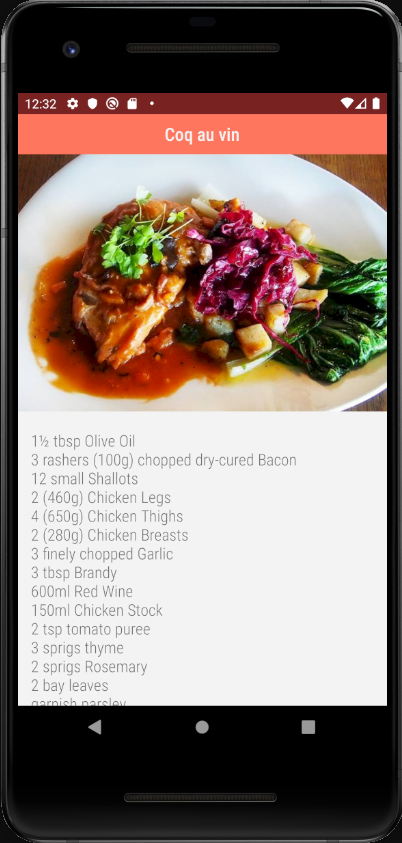 12:32
Coq au vin
1½ tbsp Olive Oil
3 rashers (100g) chopped dry-cured Bacon
12 small Shallots
2 (460g) Chicken Legs
4 (650g) Chicken Thighs
2 (280g) Chicken Breasts
3 finely chopped Garlic
3 tbsp Brandy
600ml Red Wine
150ml Chicken Stock
2 tsp tomato puree
3 sprigs thyme
2 sprigs Rosemary
2 bay leaves
garnish parsley